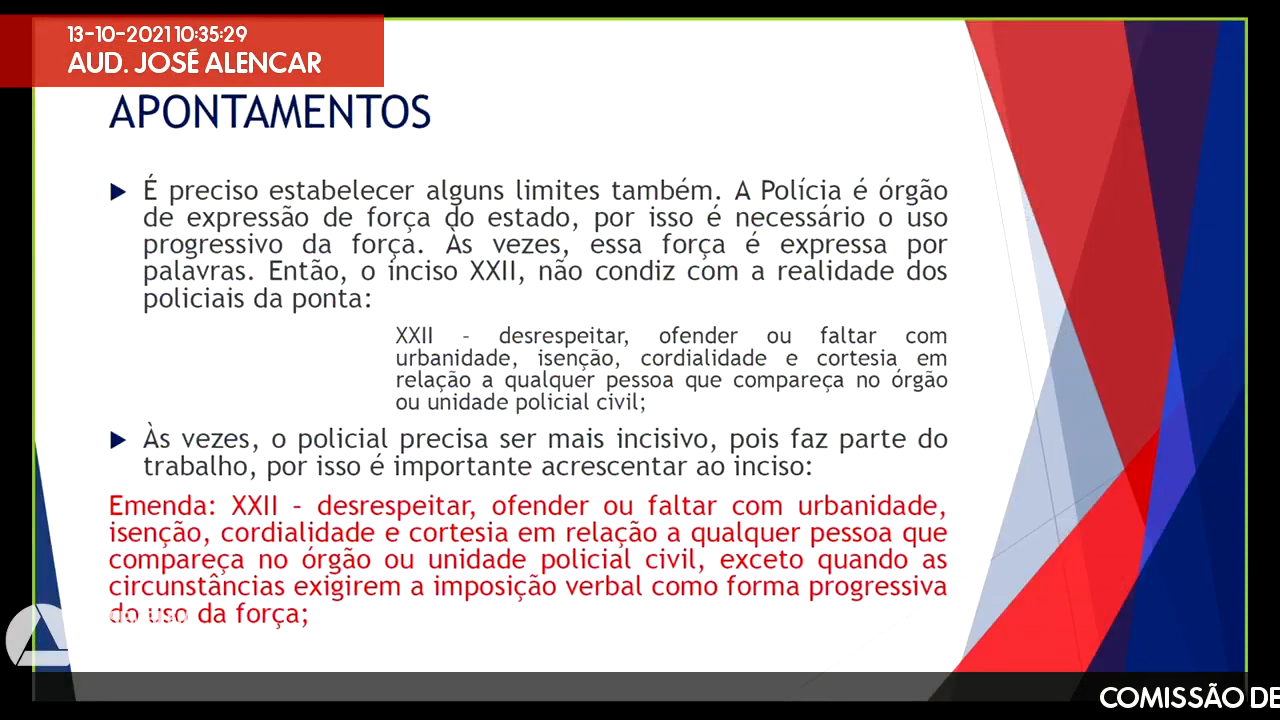 13-10-2021 10:35:29
AUD. JOSÉ ALENCAR
APONTAMENTOS
É preciso estabelecer alguns limites também. A Polícia é órgão
de expressão de força do estado, por isso é necessário o uso
progressivo da força. Às vezes, essa força é expressa por
palavras. Então, o inciso XXII, não condiz com a realidade dos
policiais da ponta:
XXII – desrespeitar, ofender ou faltar com
urbanidade, isenção, cordialidade e cortesia em
relação a qualquer pessoa que compareça no órgão
ou unidade policial civil;
Às vezes, o policial precisa ser mais incisivo, pois faz parte do
trabalho, por isso é importante acrescentar ao inciso:
Emenda: XXII – desrespeitar, ofender ou faltar com urbanidade,
isenção, cordialidade e cortesia em relação a qualquer pessoa que
compareça no órgão ou unidade policial civil, exceto quando as
circunstâncias exigirem a imposição verbal como forma progressiva
do uso da força;
COMISSÃO DE